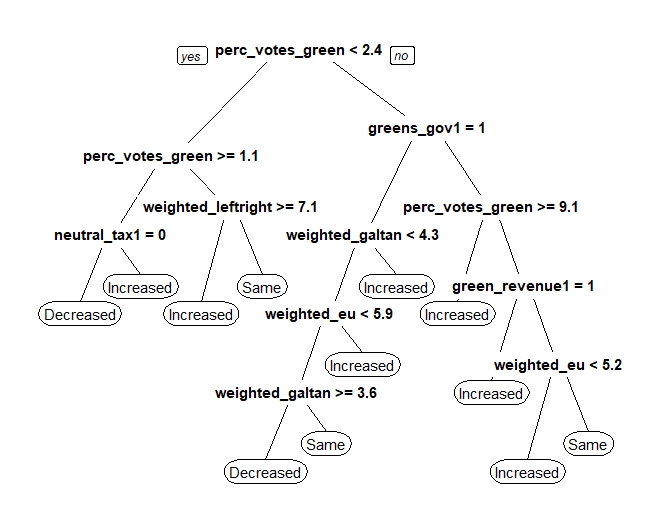 yes perc_votes_green < 2.4 no
greens_gov1 = 1
perc_votes_green >= 1.1
weighted_leftright >= 7.1 perc_votes_green >= 9.1
neutral_tax1 = 0 weighted_galtan < 4.3
Increased Same Increased green_revenue1 = 1
Decreased Increased weighted_eu < 5.9 Increased
Increased weighted_eu < 5.2
weighted_galtan >= 3.6 Increased
Same Same
Decreased Increased